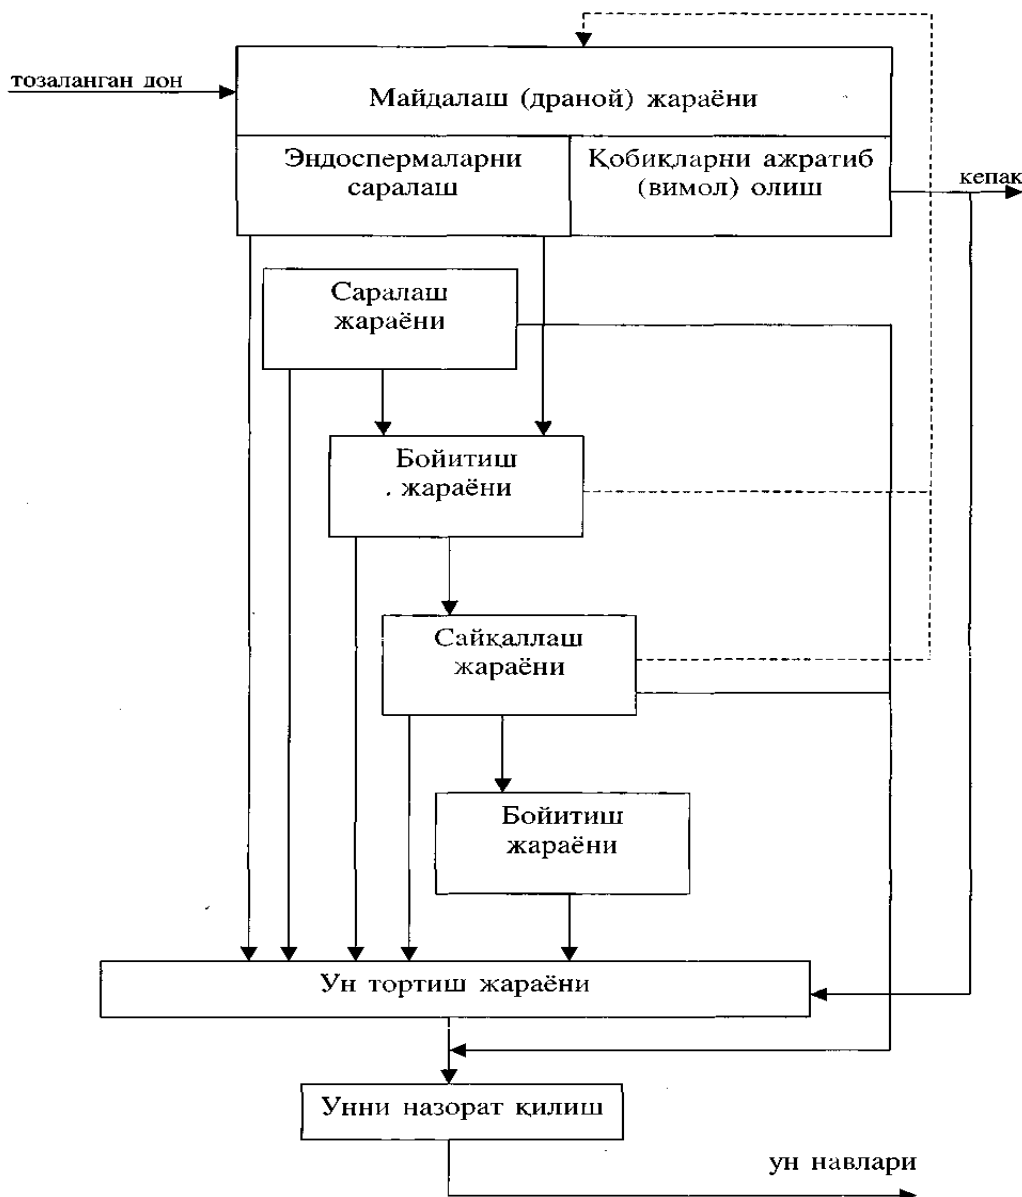 тозаланган дон
Майдалаш (драной) жараёни
Эндоспермаларни
саралаш
Қобиқларни ажратиб
(вимол) олиш
кепак
Саралаш
жараёни
Бойитиш
жараёни
Сайқаллаш
жараёни
Бойитиш
жараёни
Ун тортиш жараёни
Унни назорат қилиш
ун навлари